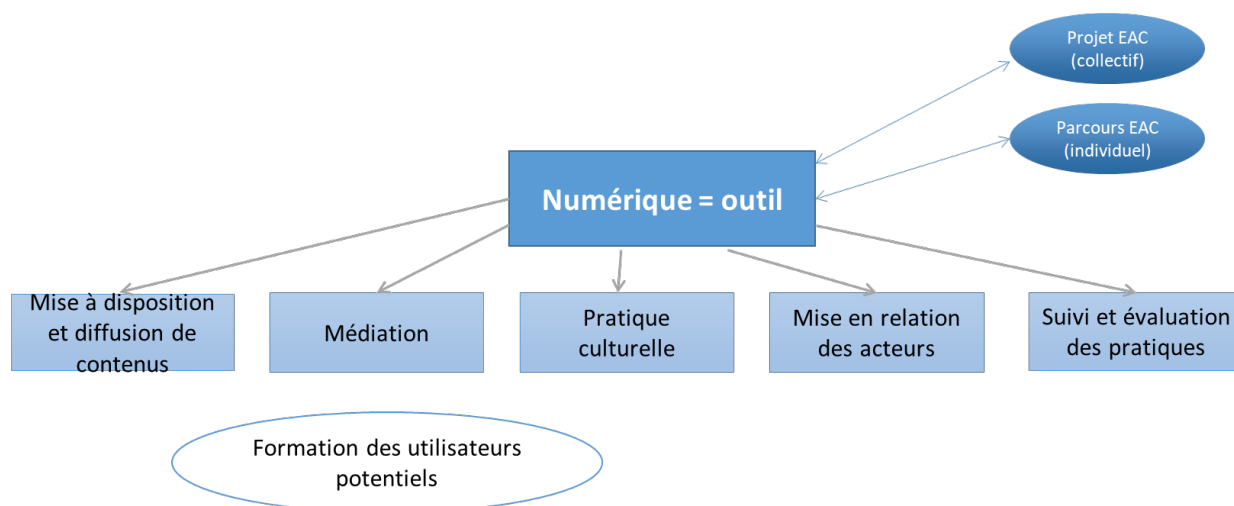 Projet EAC
(collectif)
Parcours EAC
(individuel)
Numérique = outil
Mise à disposition
et diffusion de
contenus
Médiation
Pratique
culturelle
Mise en relation
des acteurs
Suivi et évaluation
des pratiques
Formation des utilisateurs
potentiels